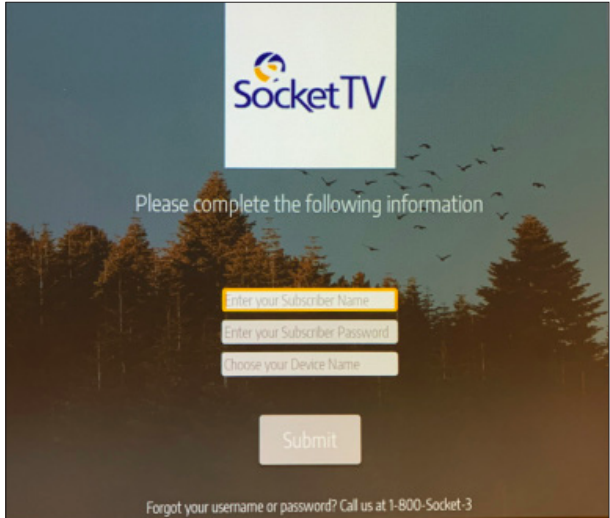 SocketTV
Please complete the following information
Enter your Subscriber Name
Enter your Subscriber Password
Choose your Device Name
Submit
Forgot your username or password? Call us at 1-800-Socket-3